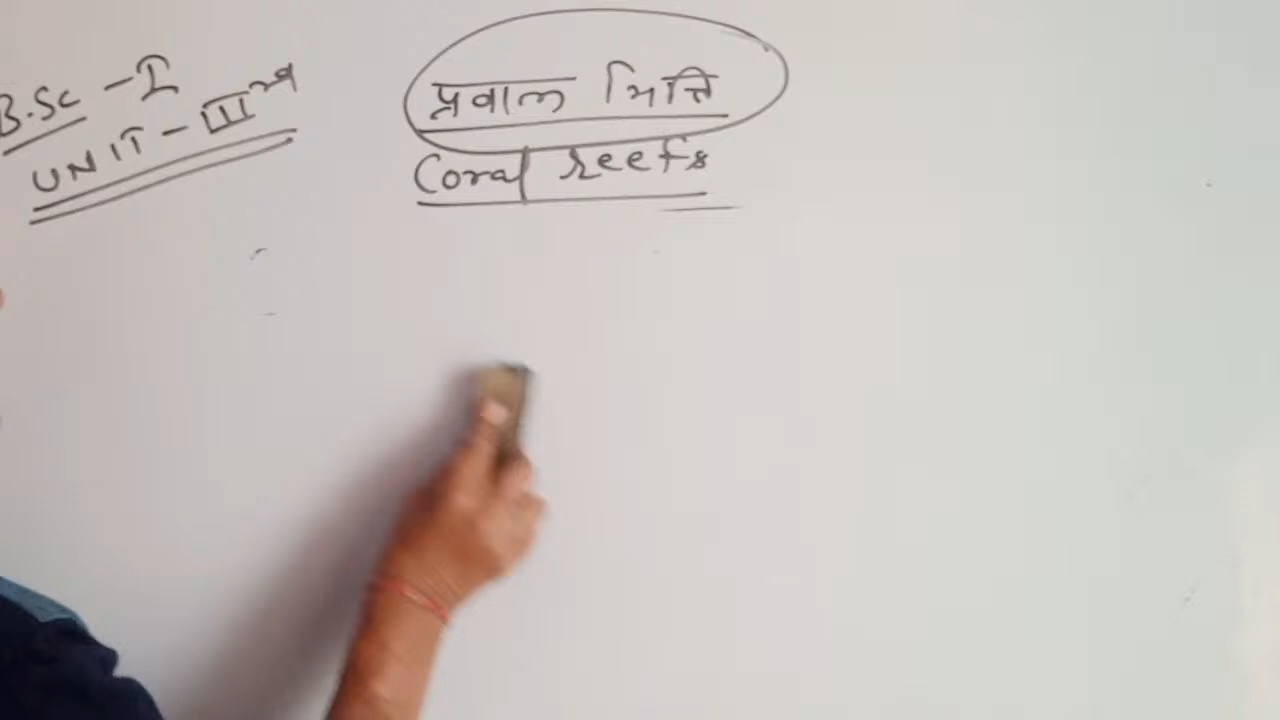 B.Sc - I
UNIT - III
प्रवाल भित्ति
Coral reefs